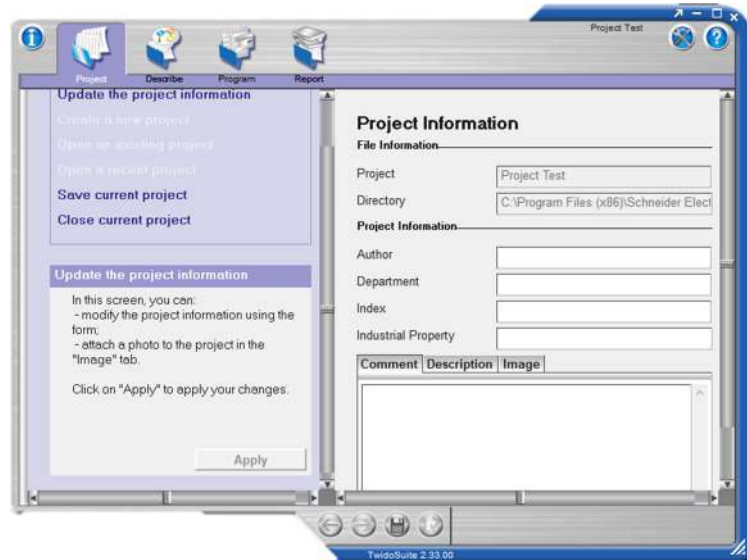 Project Test
Project
Describe
Program
Report
Update the project information
Create a new project
Open an existing project
Open a recent project
Save current project
Close current project
Update the project information
In this screen, you can:
- modify the project information using the
form;
- attach a photo to the project in the
"Image" tab.
Click on "Apply" to apply your changes.
Apply
Project Information
File Information
Project
Project Test
Directory
C:\Program Files (x86)\Schneider Elect
Project Information
Author
Department
Index
Industrial Property
Comment
Description
Image
TwidoSuite 2.33.00